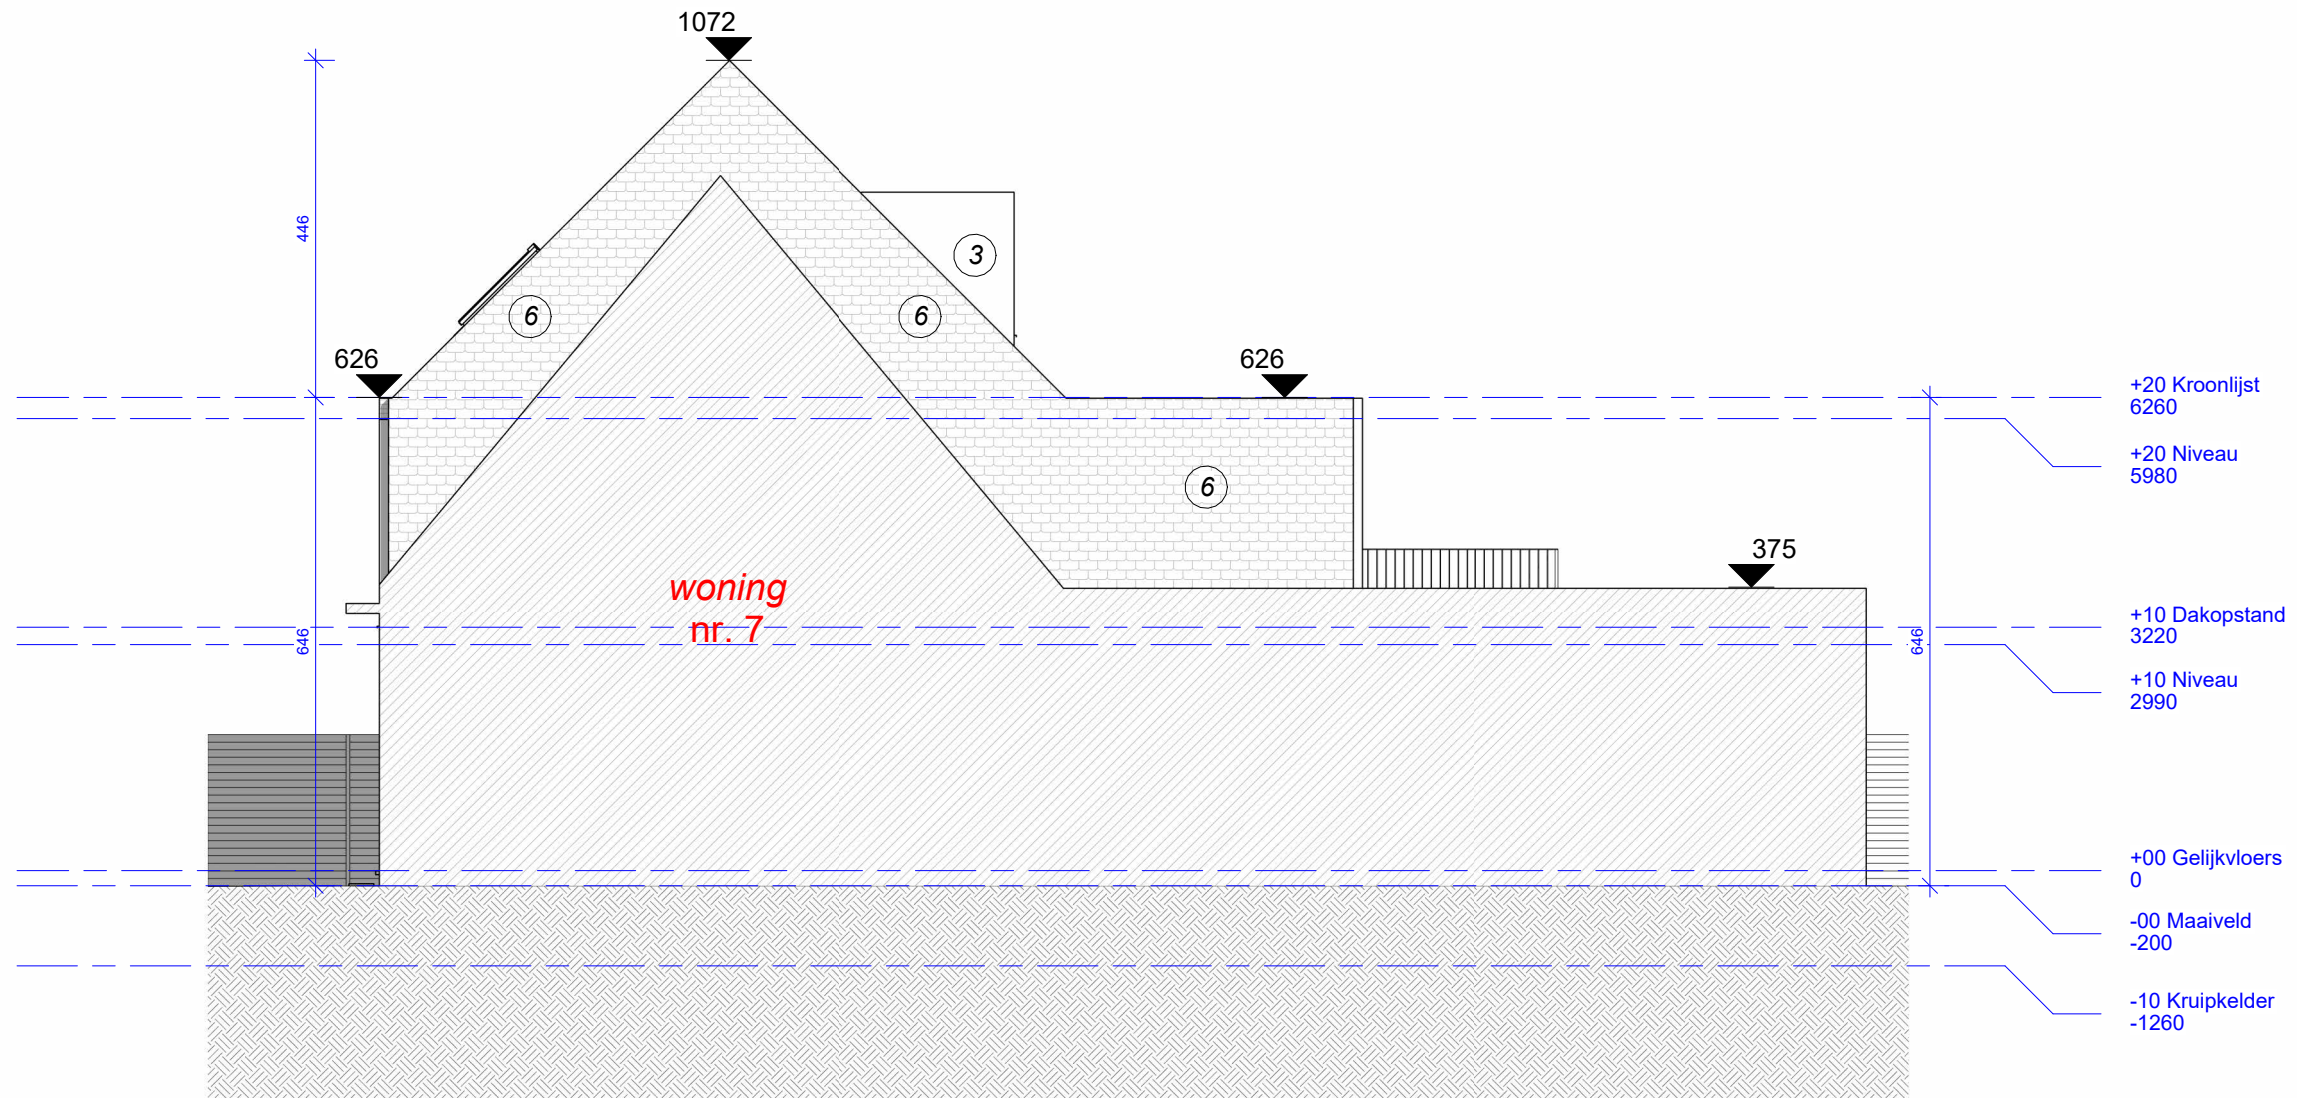 1072
446
3
6
6
626
626
+20 Kroonlijst
6260
+20 Niveau
5980
6
375
woning
nr. 7
646
646
+10 Dakopstand
3220
+10 Niveau
2990
+00 Gelijkvloers
0
-00 Maaiveld
-200
-10 Kruipkelder
-1260